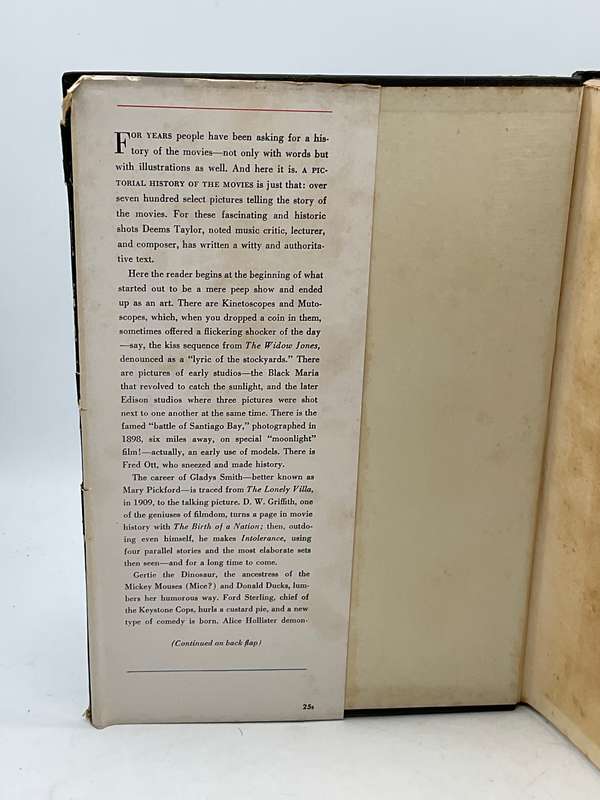 FOR YEARS people have been asking for a his-
tory of the movies—not only with words but
with illustrations as well. And here it is. A PIC-
TORIAL HISTORY OF THE MOVIES is just that: over
seven hundred select pictures telling the story of
the movies. For these fascinating and historic
shots Deems Taylor, noted music critic, lecturer,
and composer, has written a witty and authorita-
tive text.
Here the reader begins at the beginning of what
started out to be a mere peep show and ended
up as an art. There are Kinetoscopes and Muto-
scopes, which, when you dropped a coin in them,
sometimes offered a flickering shocker of the day
—say, the kiss sequence from The Widow Jones,
denounced as a “lyric of the stockyards.” There
are pictures of early studios—the Black Maria
that revolved to catch the sunlight, and the later
Edison studios where three pictures were shot
next to one another at the same time. There is the
famed “battle of Santiago Bay,” photographed in
1898, six miles away, on special “moonlight”
film!—actually, an early use of models. There is
Fred Ott, who sneezed and made history.
The career of Gladys Smith—better known as
Mary Pickford—is traced from The Lonely Villa,
in 1909, to the talking picture. D. W. Griffith, one
of the geniuses of filmdom, turns a page in movie
history with The Birth of a Nation; then, outdo-
ing even himself, he makes Intolerance, using
four parallel stories and the most elaborate sets
then seen—and for a long time to come.
Gertie the Dinosaur, the ancestress of the
Mickey Mouses (Mice?) and Donald Ducks, lum-
bers her humorous way. Ford Sterling, chief of
the Keystone Cops, hurls a custard pie, and a new
type of comedy is born. Alice Hollister demon-
(Continued on back flap)
25s